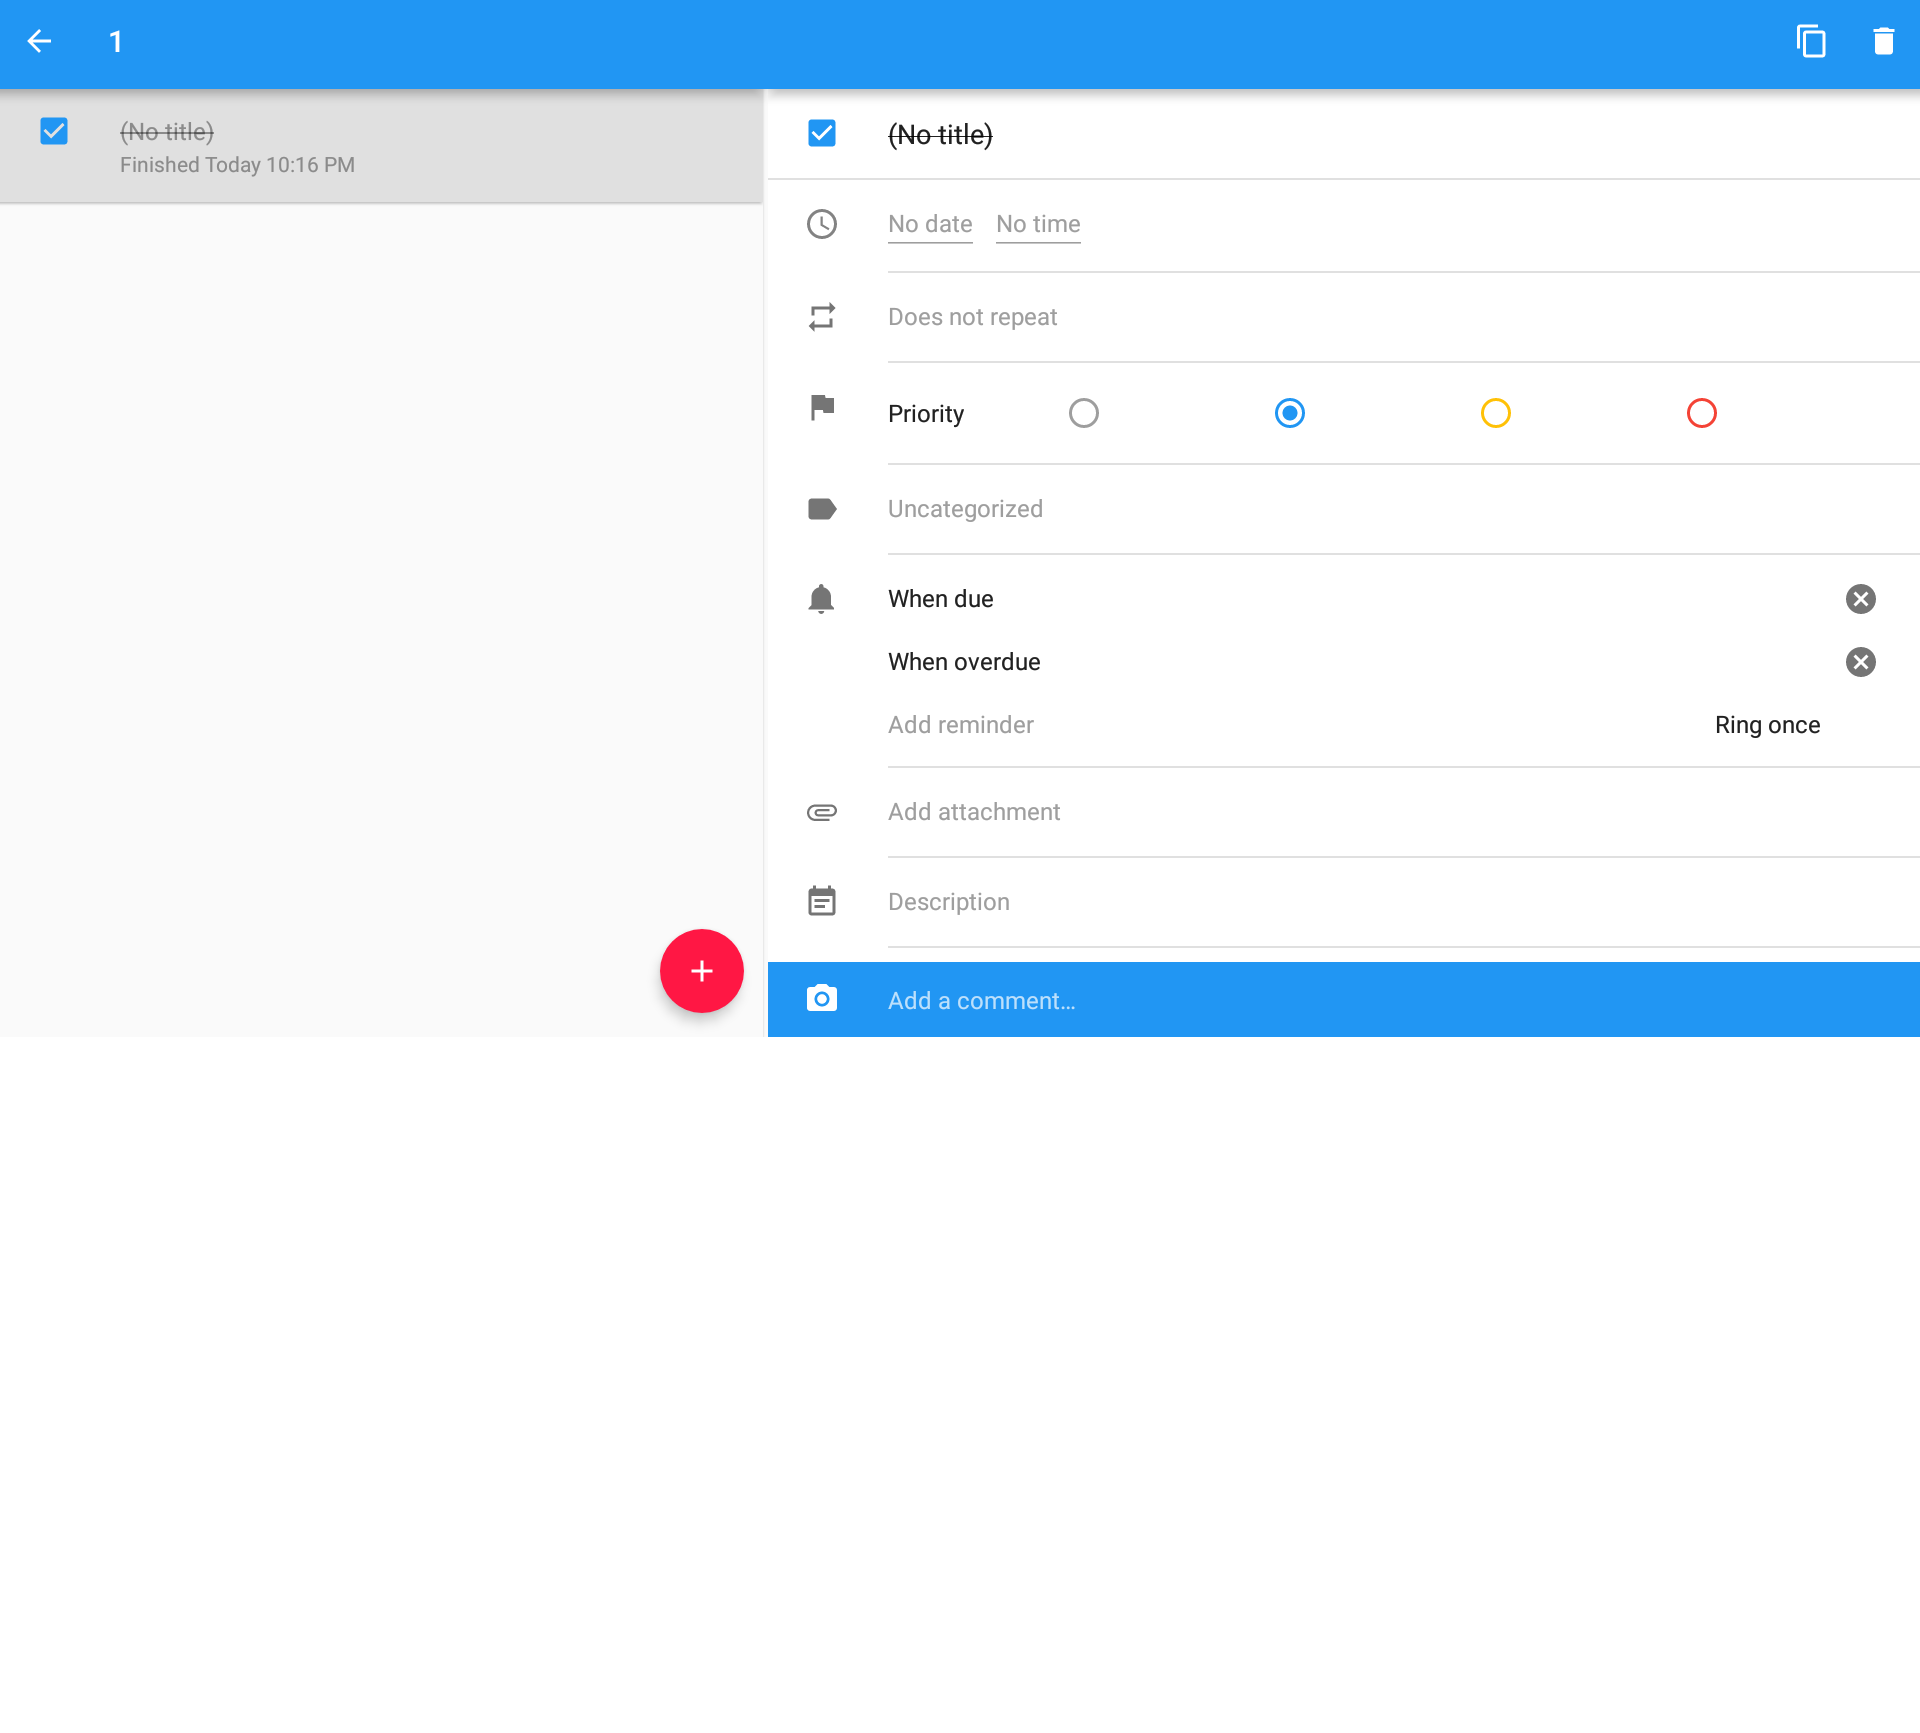 1
(No title)
Finished Today 10:16 PM
(No title)
No date No time
Does not repeat
Priority
Uncategorized
When due
When overdue
Add reminder Ring once
Add attachment
Description
Add a comment...